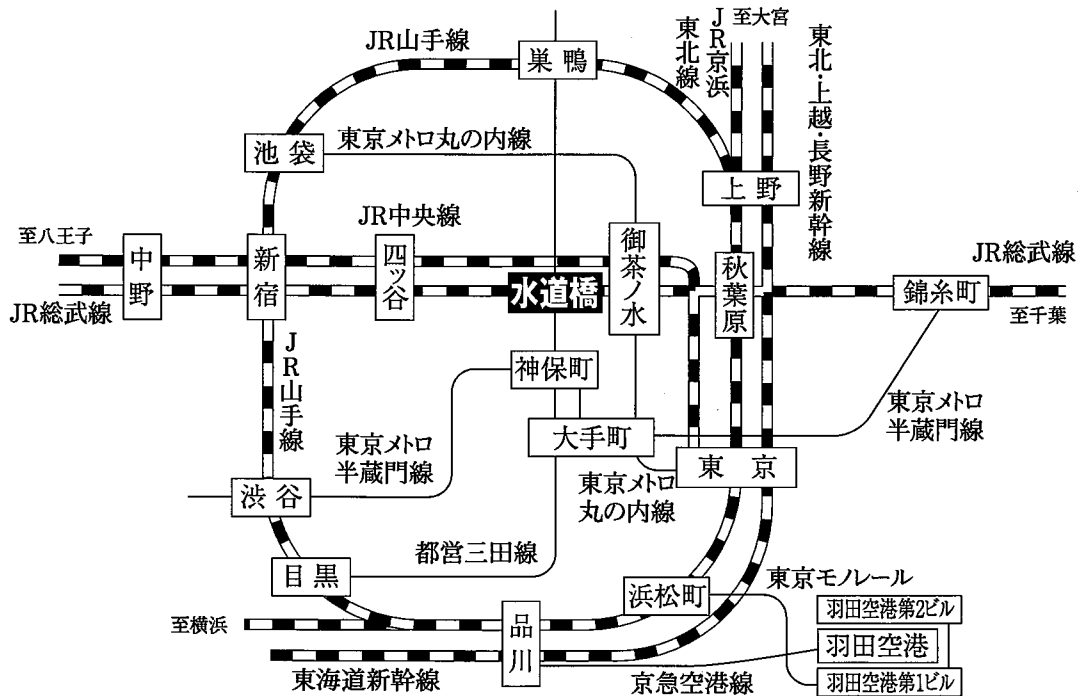 至大宮
JR京浜
東北線
東北・上越・長野新幹線
JR山手線
巣鴨
池袋
東京メトロ丸の内線
上野
JR中央線
至八王子
中野
新宿
四ッ谷
水道橋
御茶ノ水
秋葉原
錦糸町
JR総武線
JR総武線
至千葉
JR山手線
神保町
大手町
東京メトロ
半蔵門線
東京メトロ
半蔵門線
東京
東京メトロ
丸の内線
渋谷
都営三田線
目黒
浜松町
東京モノレール
至横浜
品川
羽田空港第2ビル
羽田空港
羽田空港第1ビル
東海道新幹線
京急空港線